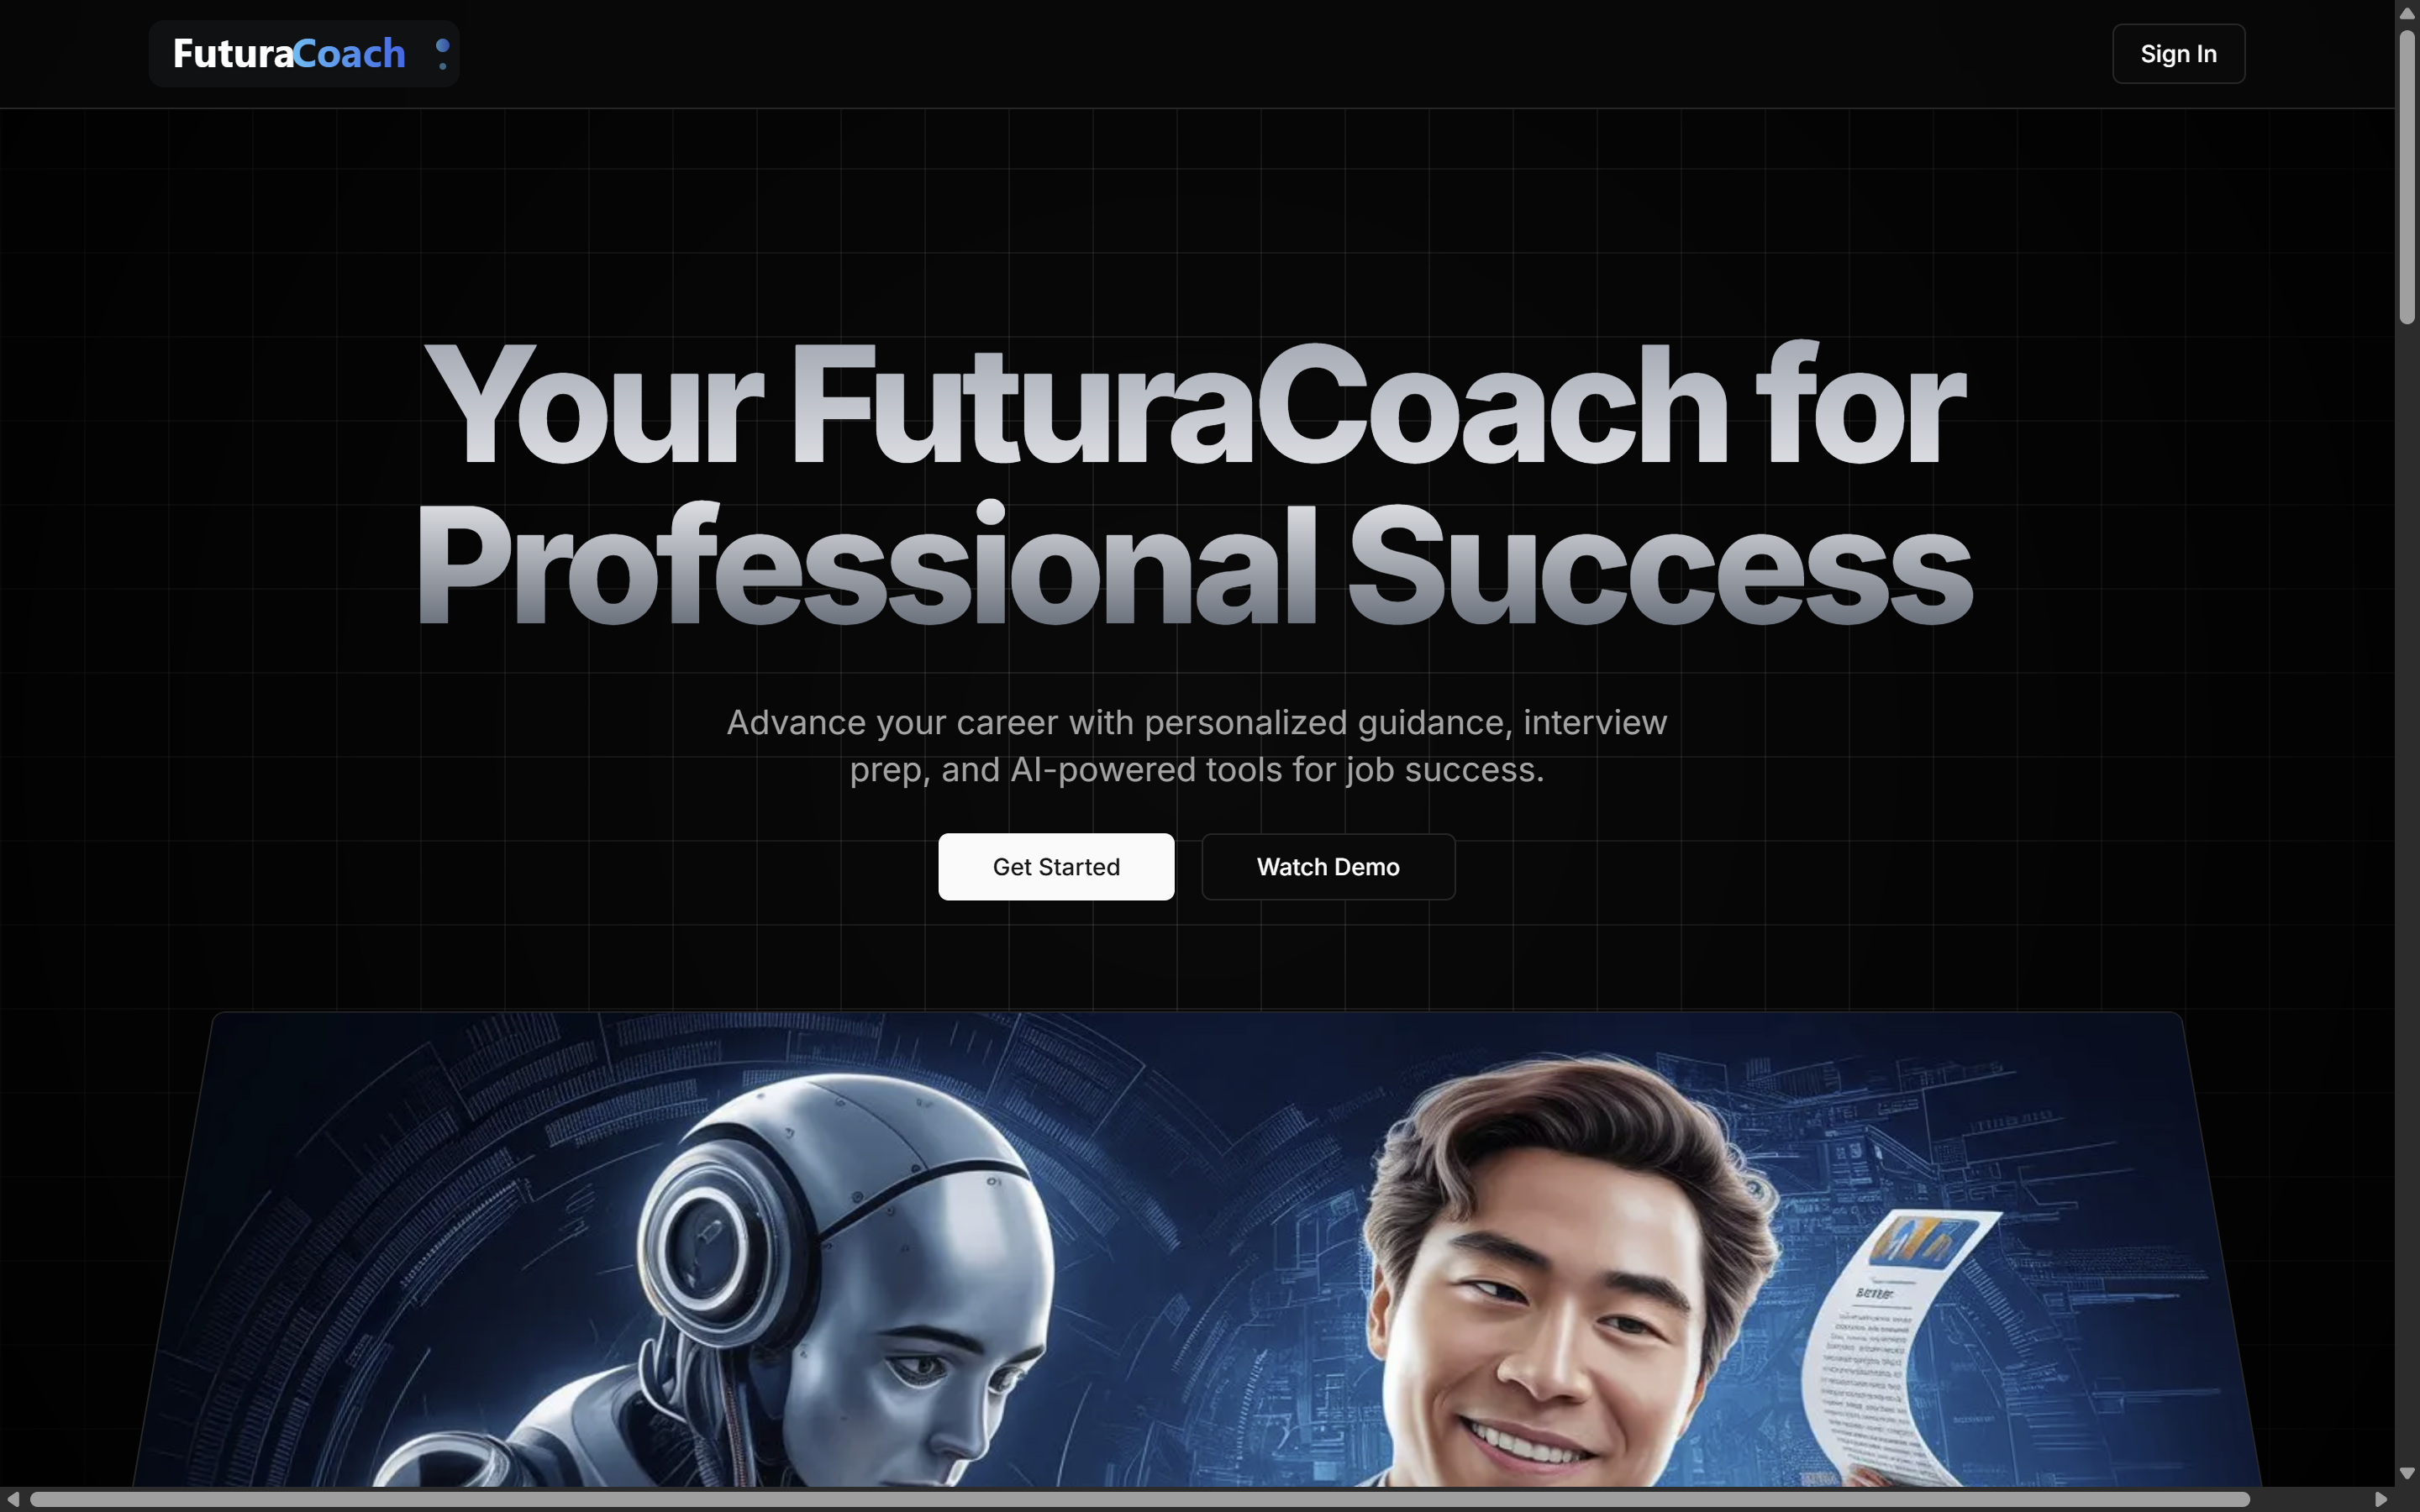 FuturaCoach
Sign In
Your FuturaCoach for
Professional Success
Advance your career with personalized guidance, interview
prep, and AI-powered tools for job success.
Get Started
Watch Demo